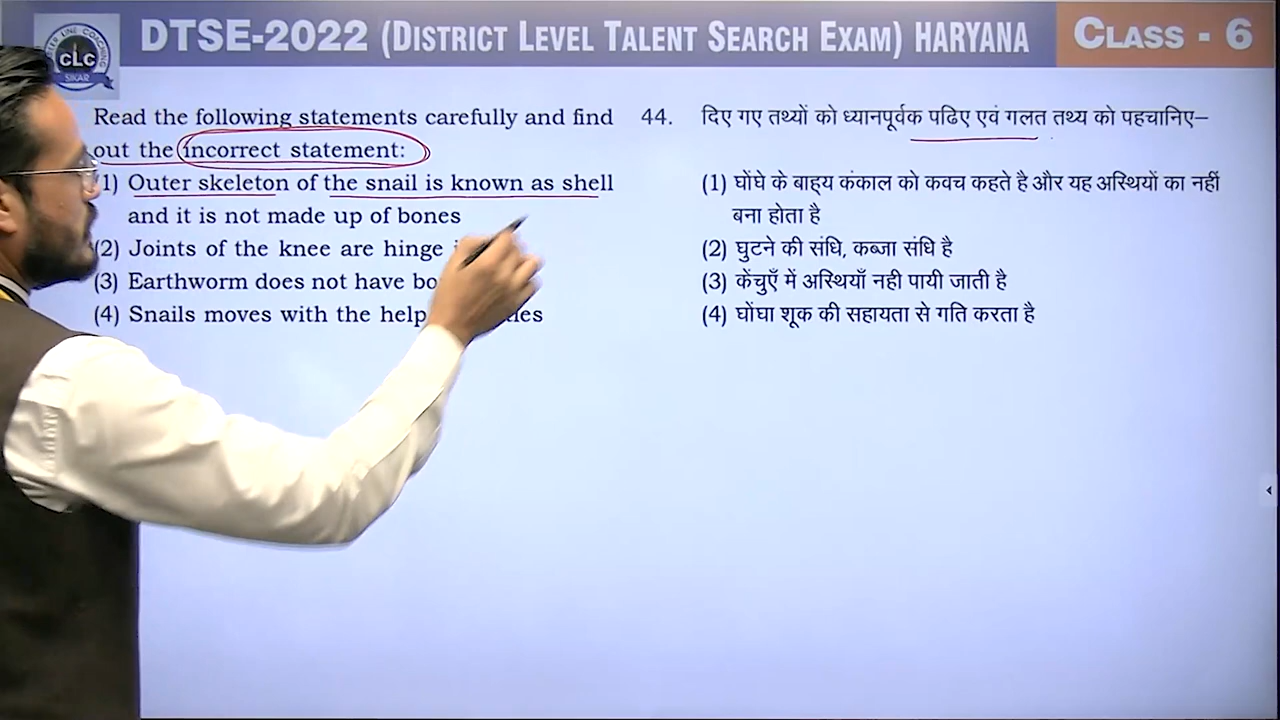 DTSE-2022 (DISTRICT LEVEL TALENT SEARCH EXAM) HARYANA
CLASS - 6
CLC
SIKAR
Read the following statements carefully and find
out the incorrect statement:
1) Outer skeleton of the snail is known as shell
and it is not made up of bones
(2) Joints of the knee are hinge
(3) Earthworm does not have
(4) Snails moves with the help
44. दिए गए तथ्यों को ध्यानपूर्वक पढिए एवं गलत तथ्य को पहचानिए–
(1) घोंघे के बाह्य कंकाल को कवच कहते है और यह अस्थियों का नहीं
बना होता है
(2) घुटने की संधि, कब्जा संधि है
(3) केंचुएँ में अस्थियाँ नही पायी जाती है
(4) घोंघा शूक की सहायता से गति करता है